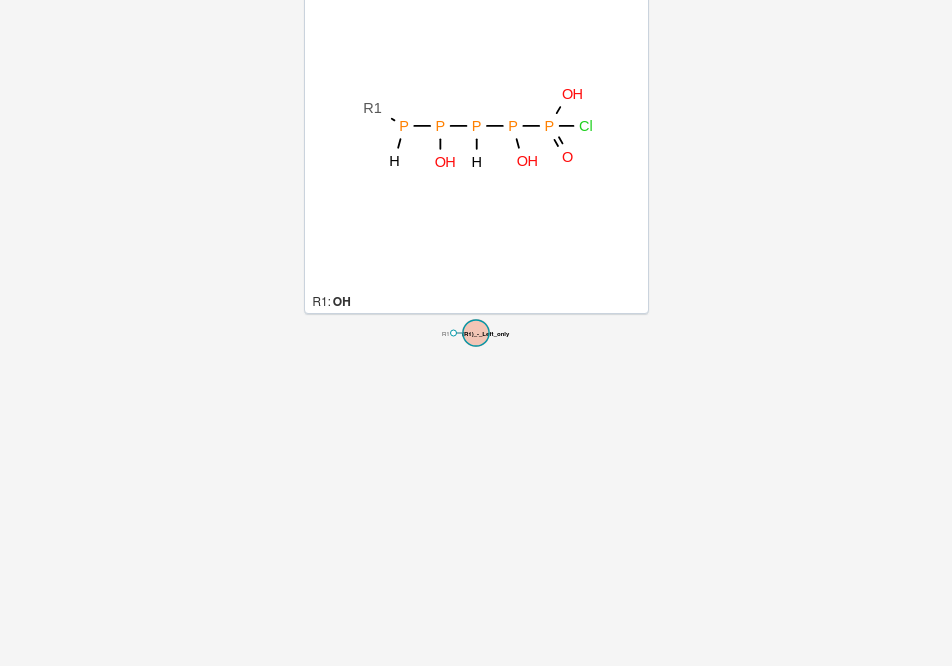 OH
R1
P P P P P Cl
H OH H OH O
R1: OH
R1 R1)_-_Left_only